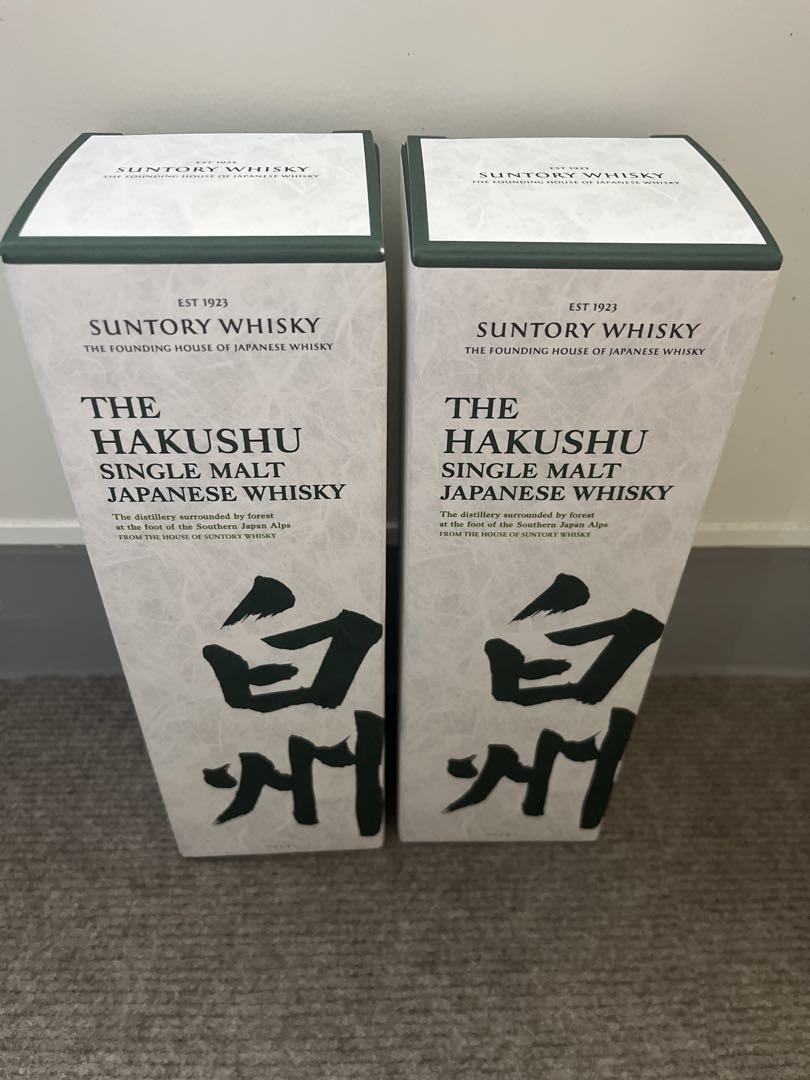 EST 1923
SUNTORY WHISKY
THE FOUNDING HOUSE OF JAPANESE WHISKY
EST 1923
SUNTORY WHISKY
THE FOUNDING HOUSE OF JAPANESE WHISKY
THE
HAKUSHU
SINGLE MALT
JAPANESE WHISKY
The distillery surrounded by forest
at the foot of the Southern Japan Alps
FROM THE HOUSE OF SUNTORY WHISKY
白
州
EST 1923
SUNTORY WHISKY
THE FOUNDING HOUSE OF JAPANESE WHISKY
EST 1923
SUNTORY WHISKY
THE FOUNDING HOUSE OF JAPANESE WHISKY
THE
HAKUSHU
SINGLE MALT
JAPANESE WHISKY
The distillery surrounded by forest
at the foot of the Southern Japan Alps
FROM THE HOUSE OF SUNTORY WHISKY
白
州